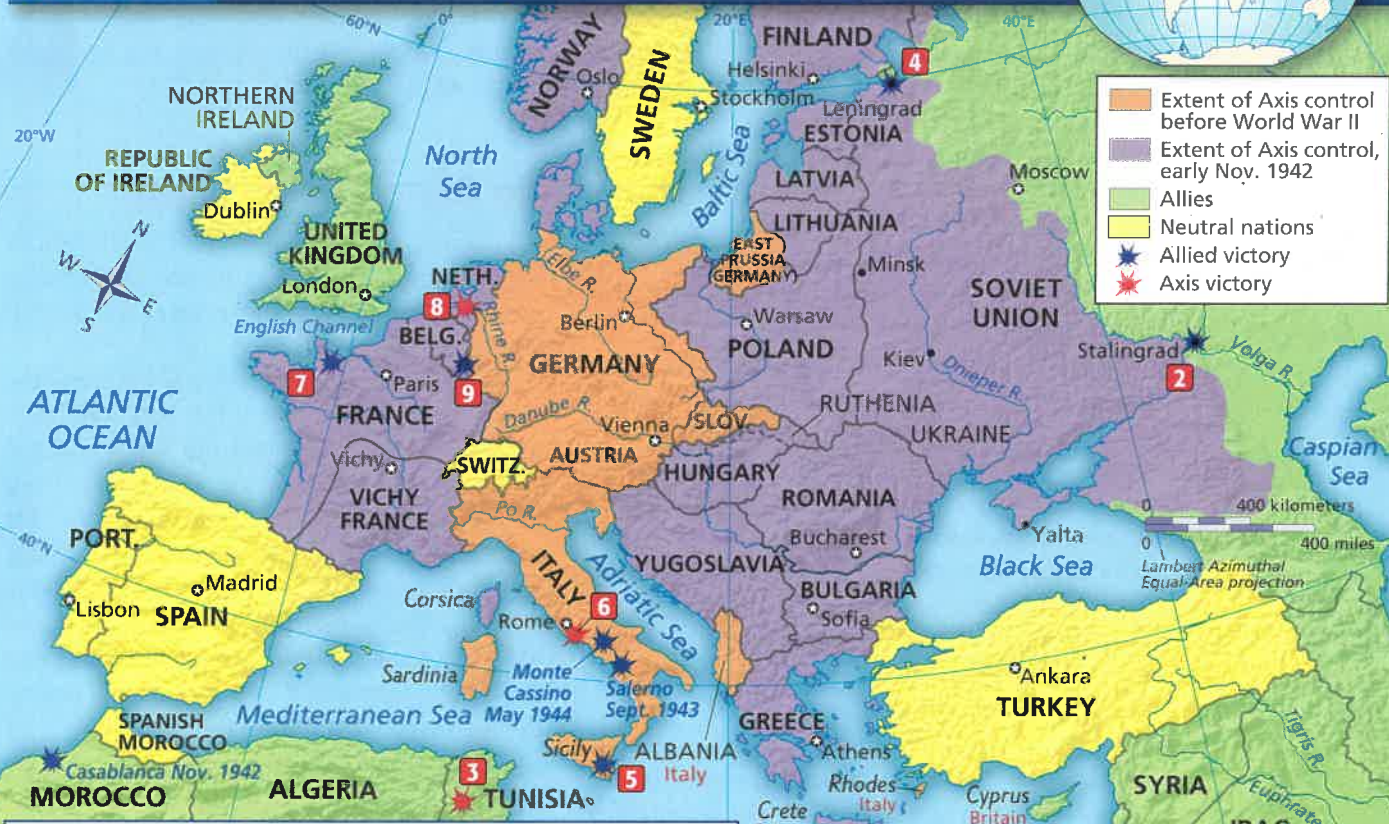 60°N
0°
20°E
40°E
NORWAY
SWEDEN
FINLAND
4
Oslo
Helsinki
Stockholm
Leningrad
ESTONIA
NORTHERN
IRELAND
20°W
REPUBLIC
OF IRELAND
Dublin
North
Sea
Baltic Sea
LATVIA
LITHUANIA
Moscow
Extent of Axis control
before World War II
Extent of Axis control,
early Nov. 1942
Allies
Neutral nations
Allied victory
Axis victory
N
W
E
S
UNITED
KINGDOM
London
English Channel
NETH.
8
BELG.
Elbe R.
Rhine R.
Berlin
GERMANY
EAST
PRUSSIA
(GERMANY)
Minsk
Warsaw
POLAND
SOVIET
UNION
Kiev
Dnieper R.
Stalingrad
2
Volga R.
7
Paris
9
FRANCE
ATLANTIC
OCEAN
Danube R.
Vienna
SLOV.
RUTHENIA
UKRAINE
Caspian
Sea
Vichy
SWITZ.
AUSTRIA
HUNGARY
VICHY
FRANCE
Po R.
ROMANIA
Bucharest
0
400 kilometers
0
400 miles
Lambert Azimuthal
Equal-Area projection
40°N
PORT.
Madrid
Lisbon
SPAIN
Corsica
ITALY
Adriatic Sea
YUGOSLAVIA
BULGARIA
Sofia
Yalta
Black Sea
6
Rome
Sardinia
Monte
Cassino
May 1944
Salerno
Sept. 1943
Ankara
TURKEY
SPANISH
MOROCCO
Mediterranean Sea
Sicily
5
ALBANIA
Italy
GREECE
Athens
Rhodes
Italy
Crete
Cyprus
Britain
SYRIA
Tigris R.
Casablanca Nov. 1942
MOROCCO
ALGERIA
3
TUNISIA